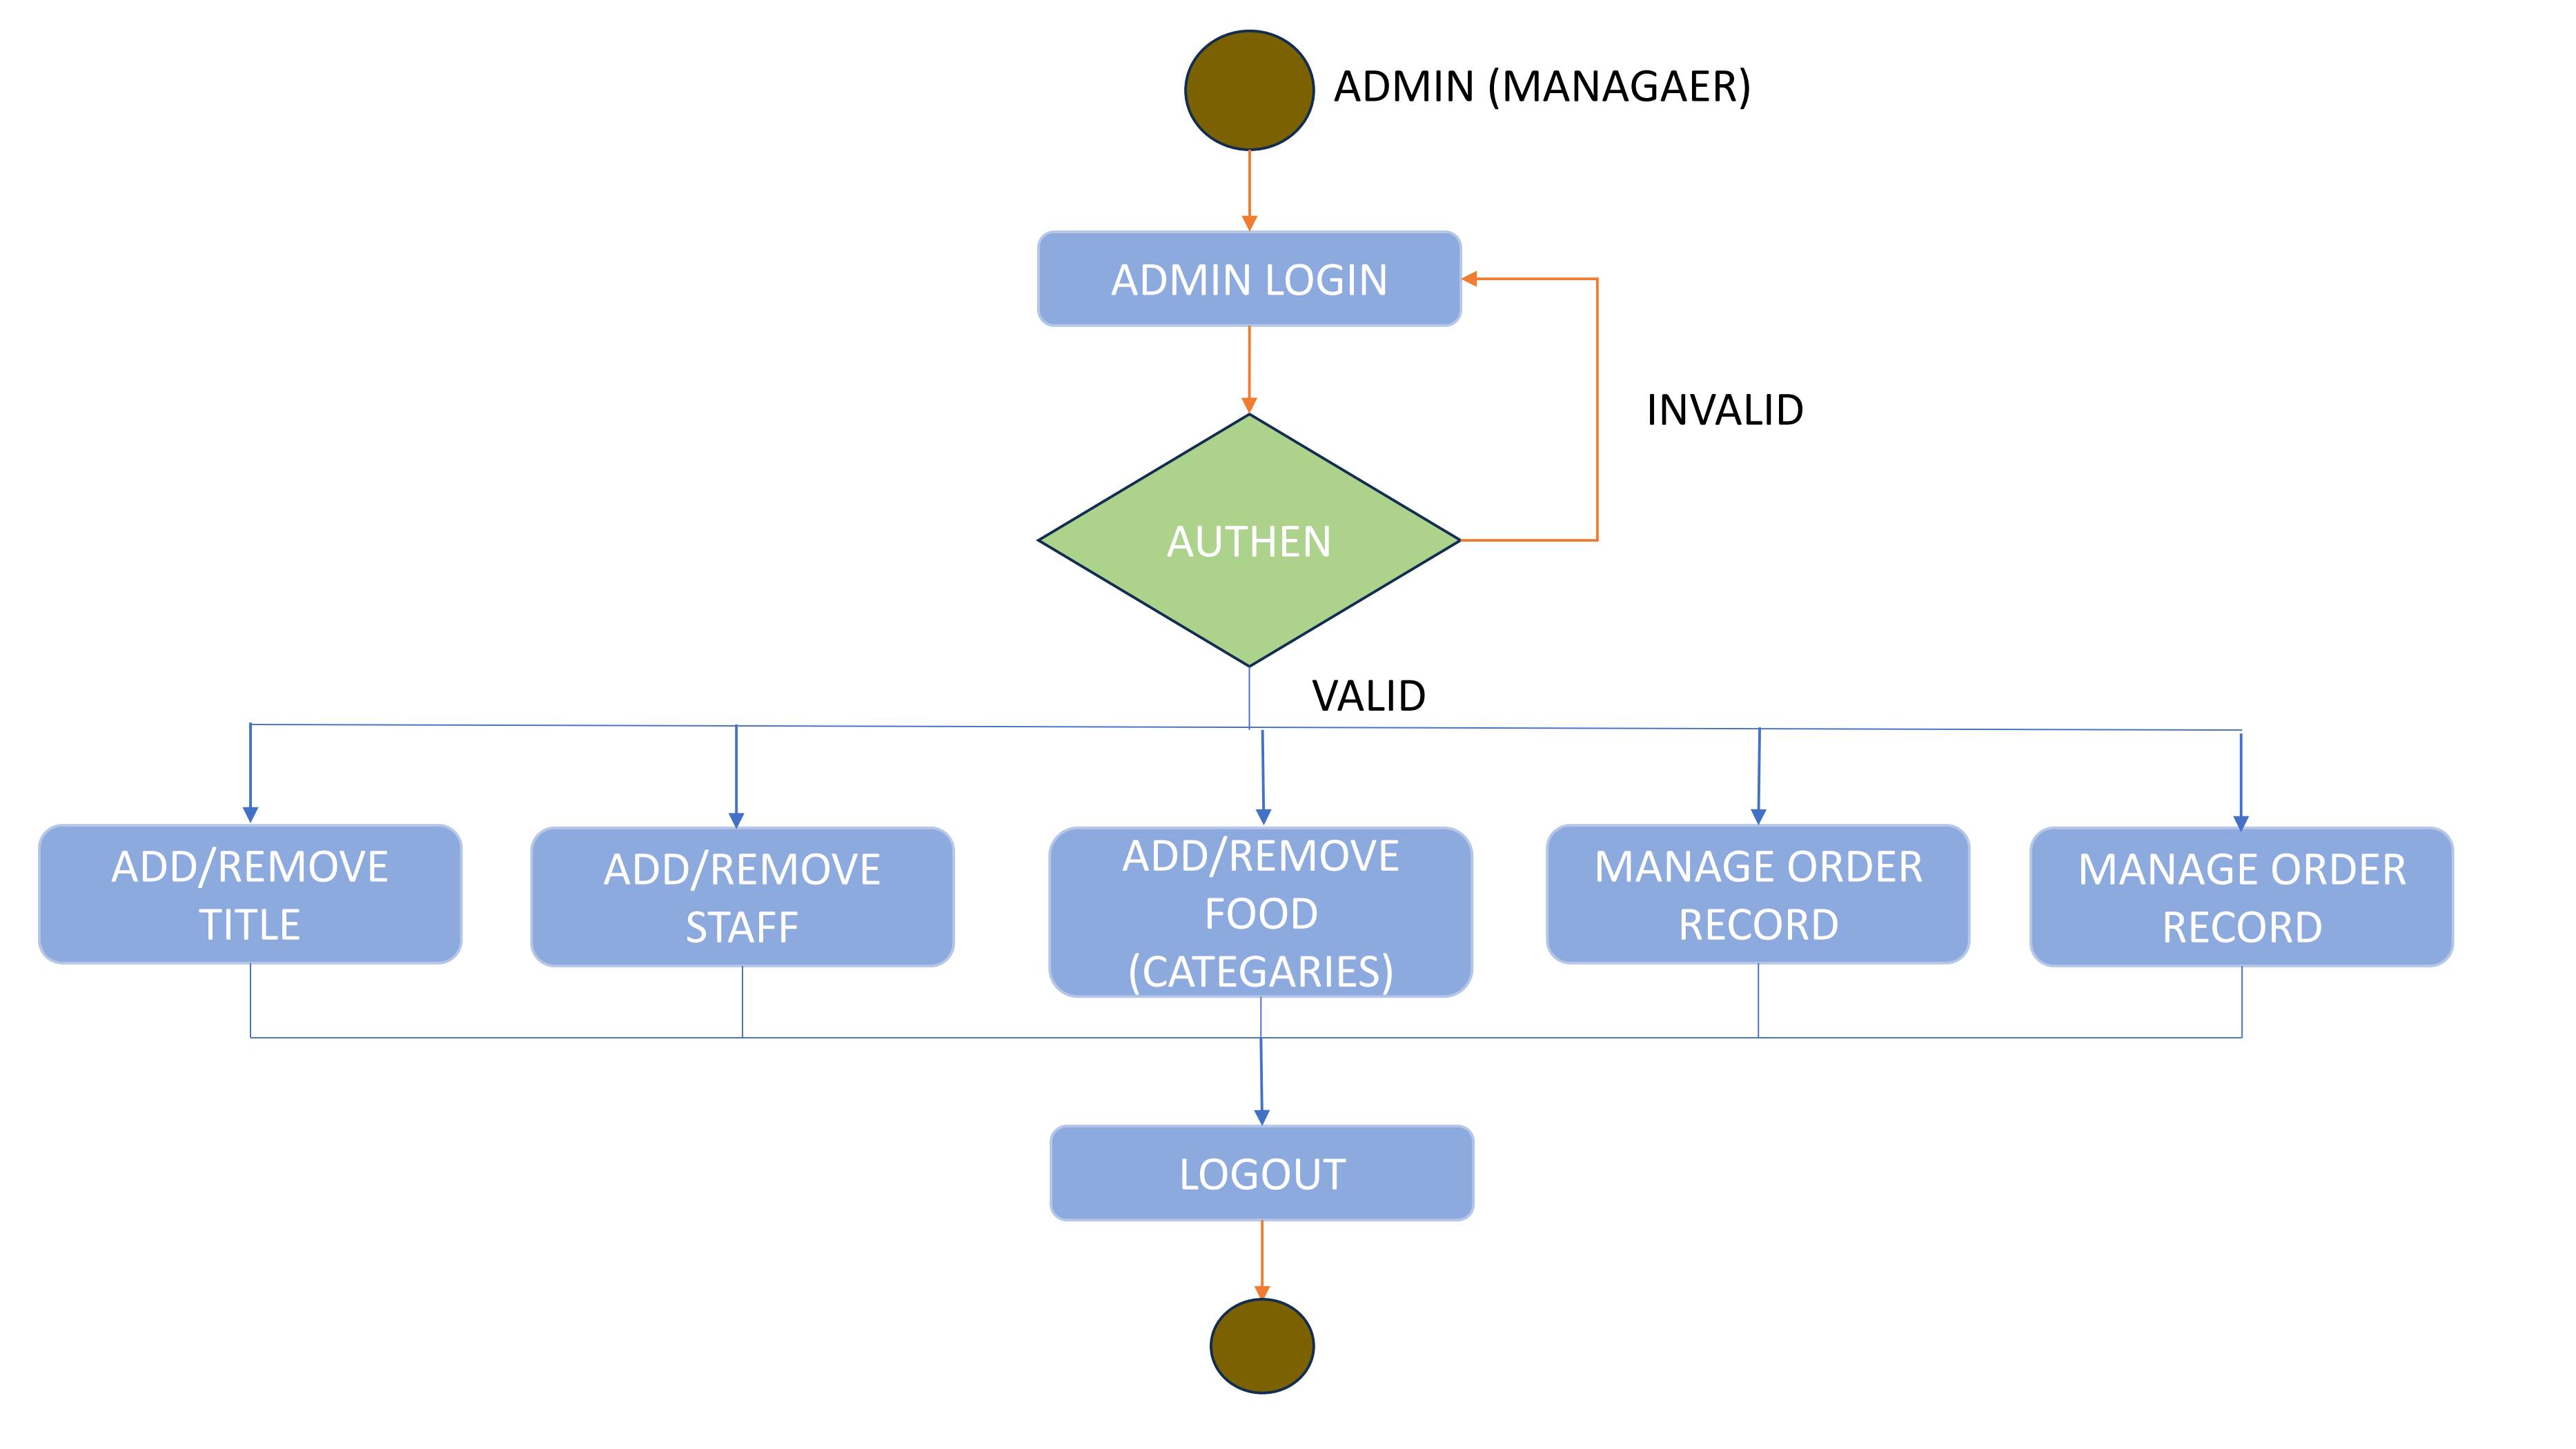 ADMIN (MANAGAER)
ADMIN LOGIN
INVALID
AUTHEN
VALID
ADD/REMOVE
TITLE
ADD/REMOVE
STAFF
ADD/REMOVE
FOOD
(CATEGARIES)
MANAGE ORDER
RECORD
MANAGE ORDER
RECORD
LOGOUT